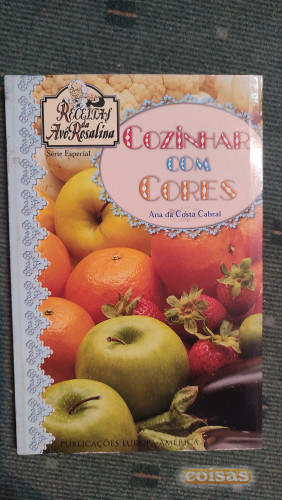 Receitas
da
Avó Rosalina
Série Especial
Cozinhar
com
Cores
Ana da Costa Cabral
Publicações Europa-América
coisas